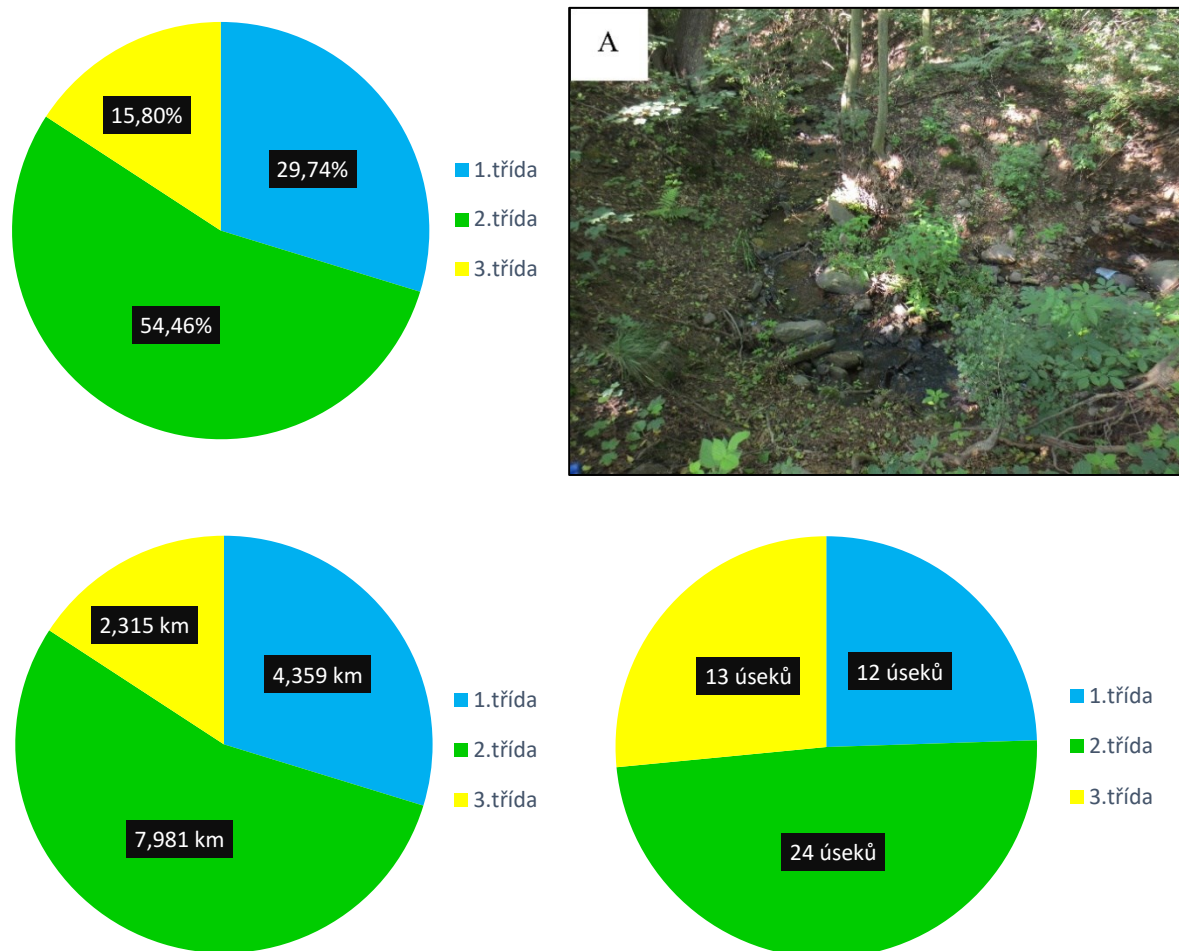 15,80%
29,74%
54,46%
1.třída
2.třída
3.třída
A
2,315 km
4,359 km
7,981 km
1.třída
2.třída
3.třída
13 úseků
12 úseků
24 úseků
1.třída
2.třída
3.třída